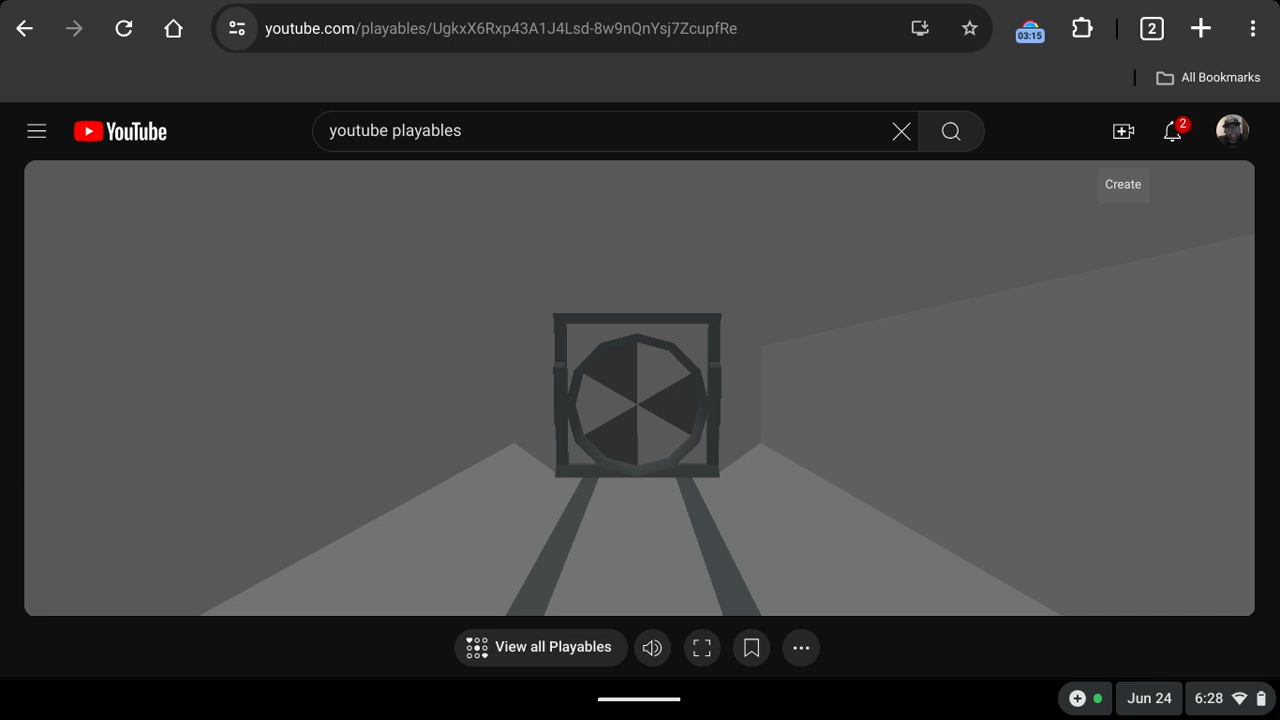 youtube.com/playables/UgkxX6Rxp43A1J4Lsd-8w9nQnYsj7ZcupfRe
03:15
2
All Bookmarks
YouTube
youtube playables
2
Create
View all Playables
Jun 24
6:28